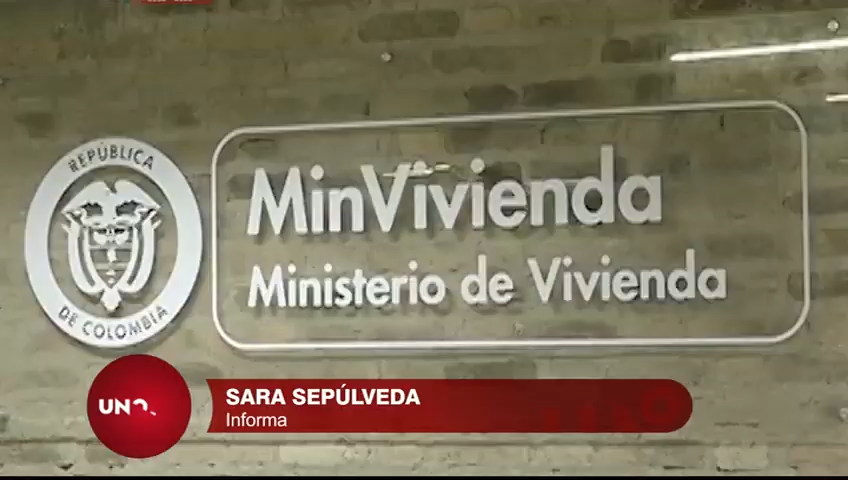 REPÚBLICA
DE COLOMBIA
MinVivienda
Ministerio de Vivienda
UNO
SARA SEPÚLVEDA
Informa